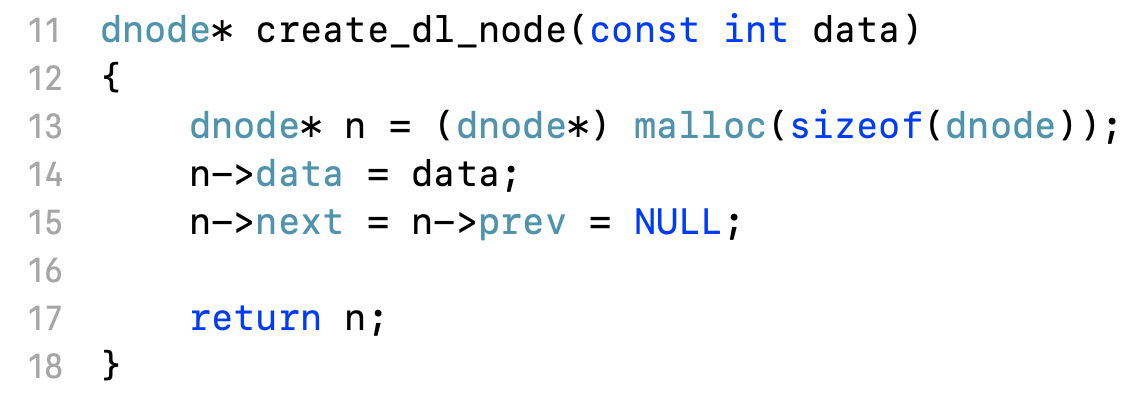 11 dnode* create_dl_node(const int data)
12 {
13     dnode* n = (dnode*) malloc(sizeof(dnode));
14     n->data = data;
15     n->next = n->prev = NULL;
16
17     return n;
18 }